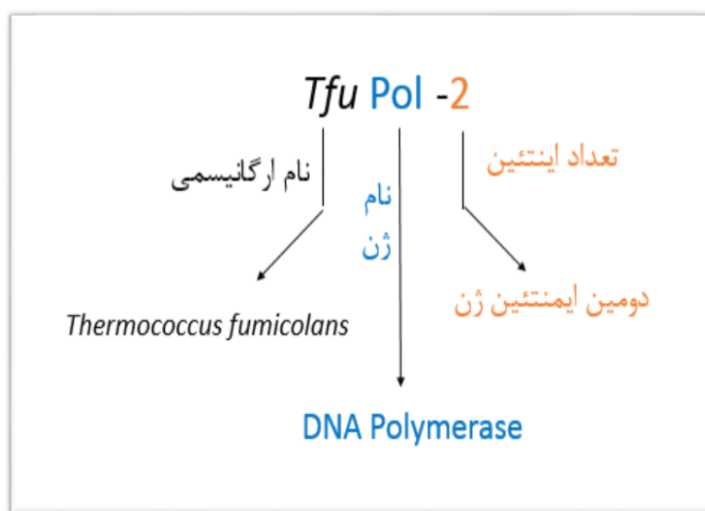 Tfu Pol -2
نام ارگانیسمی
نام
ژن
تعداد اینتئین
Thermococcus fumicolans
دومین ایمنتئین ژن
DNA Polymerase